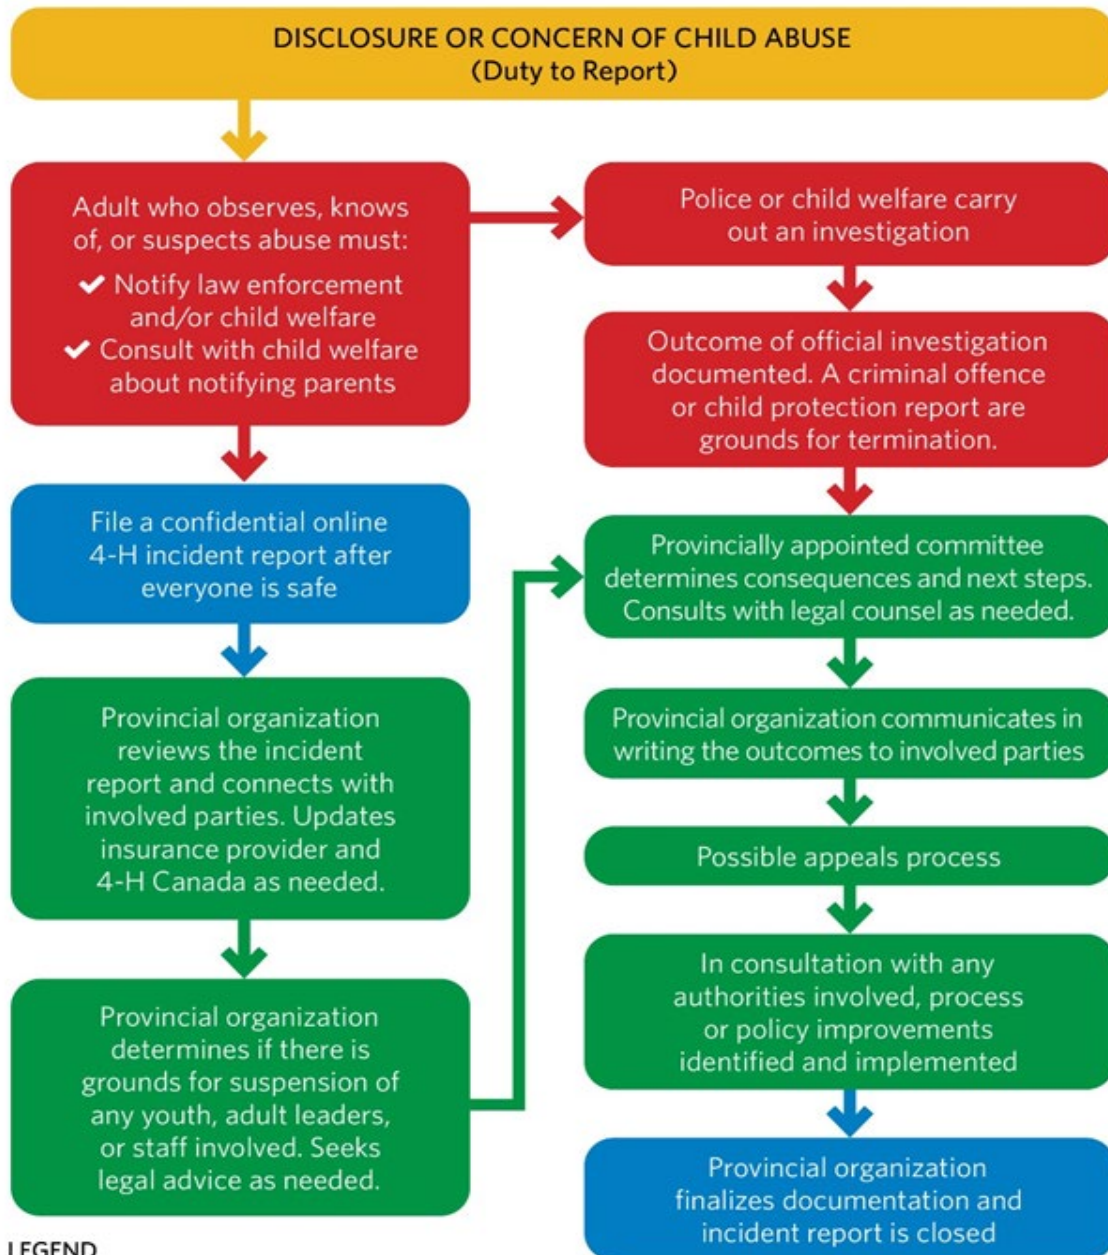 DISCLOSURE OR CONCERN OF CHILD ABUSE
(Duty to Report)
Adult who observes, knows
of, or suspects abuse must:
✔ Notify law enforcement
and/or child welfare
✔ Consult with child welfare
about notifying parents
File a confidential online
4-H incident report after
everyone is safe
Provincial organization
reviews the incident
report and connects with
involved parties. Updates
insurance provider and
4-H Canada as needed.
Provincial organization
determines if there is
grounds for suspension of
any youth, adult leaders,
or staff involved. Seeks
legal advice as needed.
Police or child welfare carry
out an investigation
Outcome of official investigation
documented. A criminal offence
or child protection report are
grounds for termination.
Provincially appointed committee
determines consequences and next steps.
Consults with legal counsel as needed.
Provincial organization communicates in
writing the outcomes to involved parties
Possible appeals process
In consultation with any
authorities involved, process
or policy improvements
identified and implemented
Provincial organization
finalizes documentation and
incident report is closed
LEGEND